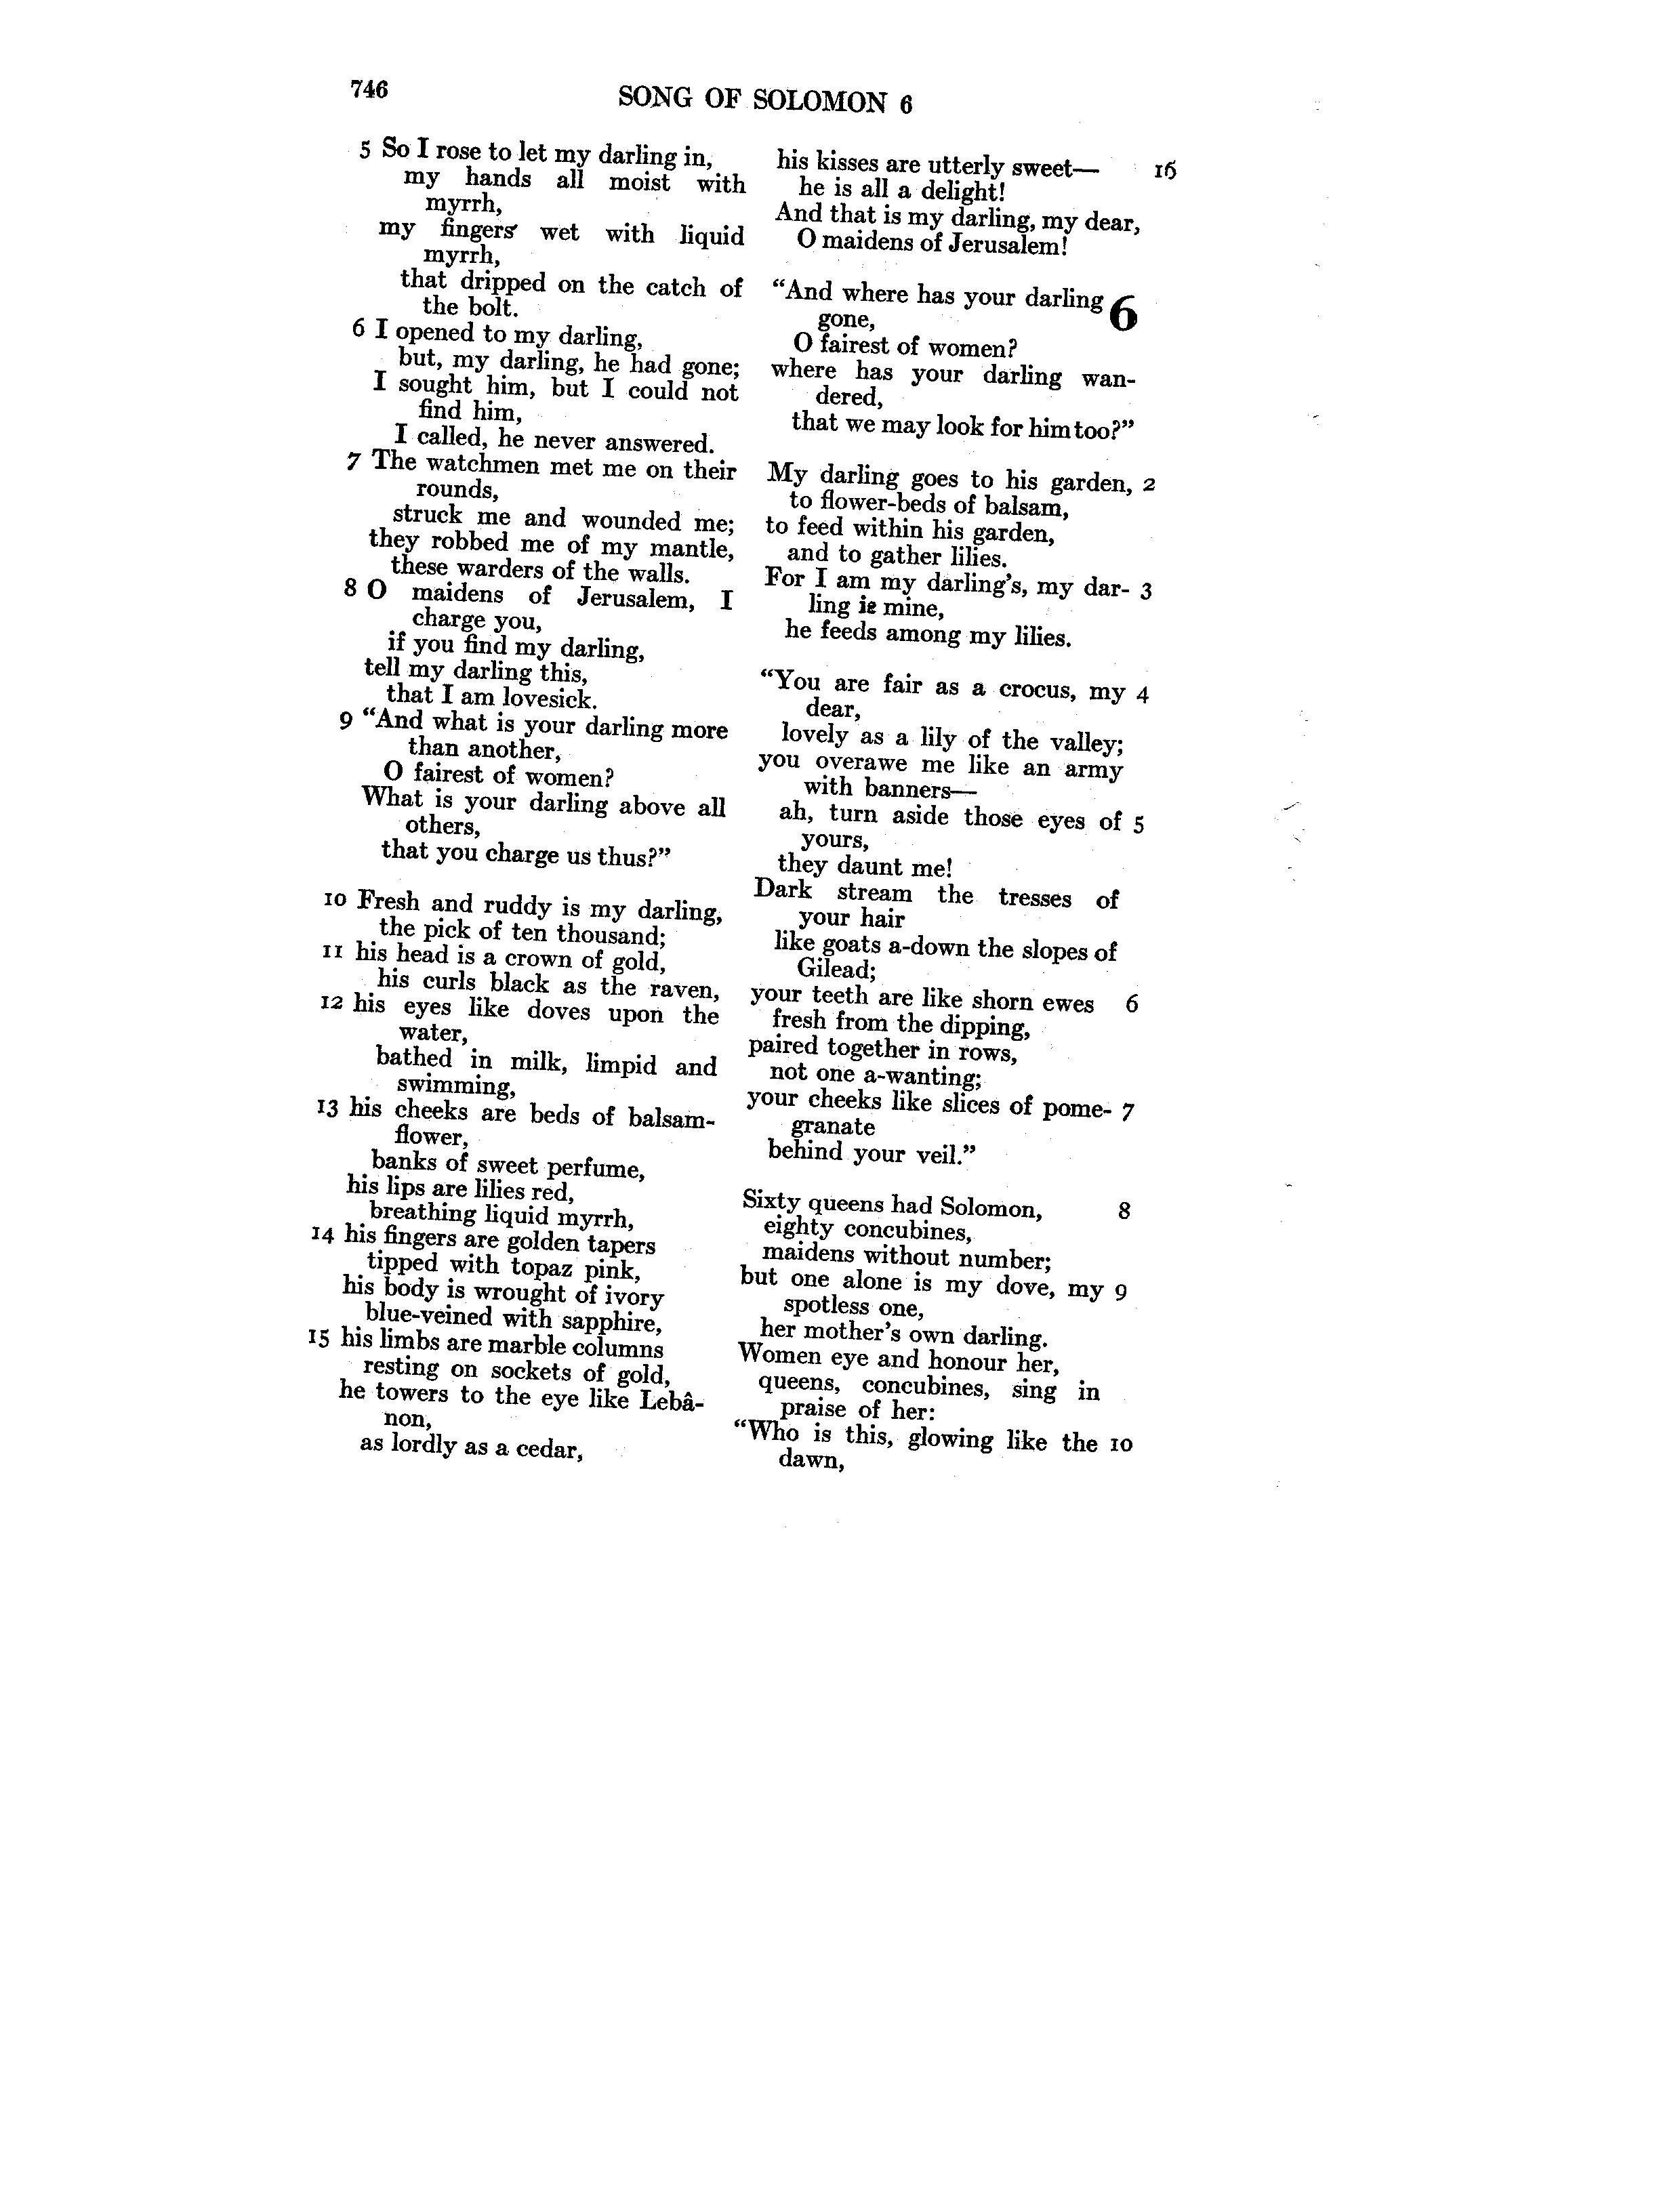 746
SONG OF SOLOMON 6
5 So I rose to let my darling in,
my hands all moist with
myrrh,
my fingers wet with liquid
myrrh,
that dripped on the catch of
the bolt.
6 I opened to my darling,
but, my darling, he had gone;
I sought him, but I could not
find him,
I called, he never answered.
7 The watchmen met me on their
rounds,
struck me and wounded me;
they robbed me of my mantle,
these warders of the walls.
8 O maidens of Jerusalem, I
charge you,
if you find my darling,
tell my darling this,
that I am lovesick.
9 “And what is your darling more
than another,
O fairest of women?
What is your darling above all
others,
that you charge us thus?”
10 Fresh and ruddy is my darling,
the pick of ten thousand;
11 his head is a crown of gold,
his curls black as the raven,
12 his eyes like doves upon the
water,
bathed in milk, limpid and
swimming,
13 his cheeks are beds of balsam-
flower,
banks of sweet perfume,
his lips are lilies red,
breathing liquid myrrh,
14 his fingers are golden tapers
tipped with topaz pink,
his body is wrought of ivory
blue-veined with sapphire,
15 his limbs are marble columns
resting on sockets of gold,
he towers to the eye like Lebâ-
non,
as lordly as a cedar,
his kisses are utterly sweet— 16
he is all a delight!
And that is my darling, my dear,
O maidens of Jerusalem!
“And where has your darling 6
gone,
O fairest of women?
where has your darling wan-
dered,
that we may look for him too?”
My darling goes to his garden, 2
to flower-beds of balsam,
to feed within his garden,
and to gather lilies.
For I am my darling’s, my dar- 3
ling is mine,
he feeds among my lilies.
“You are fair as a crocus, my 4
dear,
lovely as a lily of the valley;
you overawe me like an army
with banners—
ah, turn aside those eyes of 5
yours,
they daunt me!
Dark stream the tresses of
your hair
like goats a-down the slopes of
Gilead;
your teeth are like shorn ewes 6
fresh from the dipping,
paired together in rows,
not one a-wanting;
your cheeks like slices of pome- 7
granate
behind your veil.”
Sixty queens had Solomon, 8
eighty concubines,
maidens without number;
but one alone is my dove, my 9
spotless one,
her mother’s own darling.
Women eye and honour her,
queens, concubines, sing in
praise of her:
“Who is this, glowing like the 10
dawn,